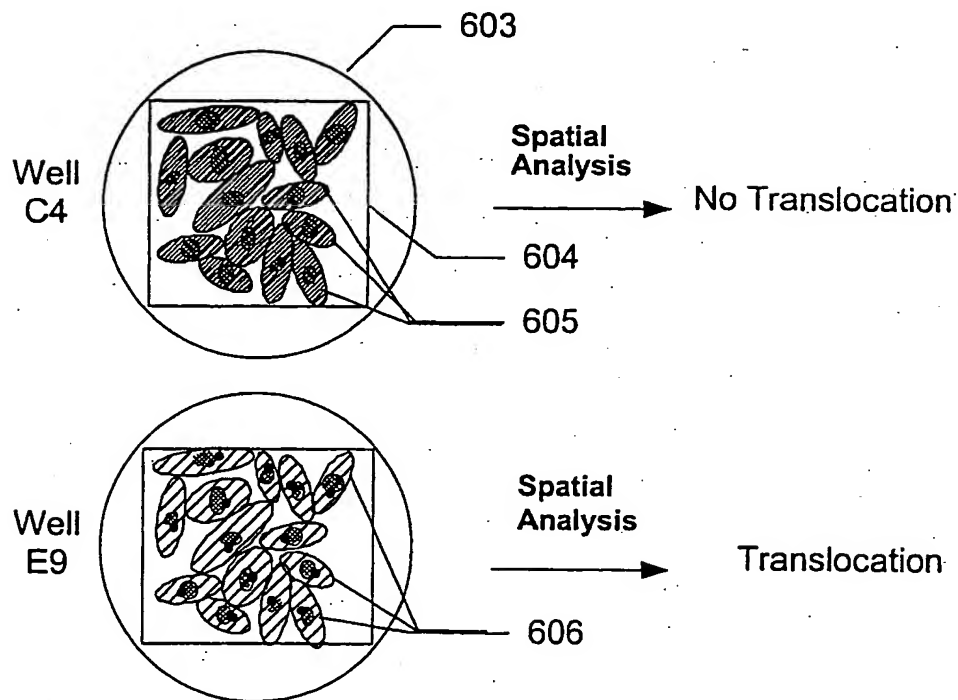 603
Well
C4
Spatial
Analysis
No Translocation
604
605
Well
E9
Spatial
Analysis
Translocation
606